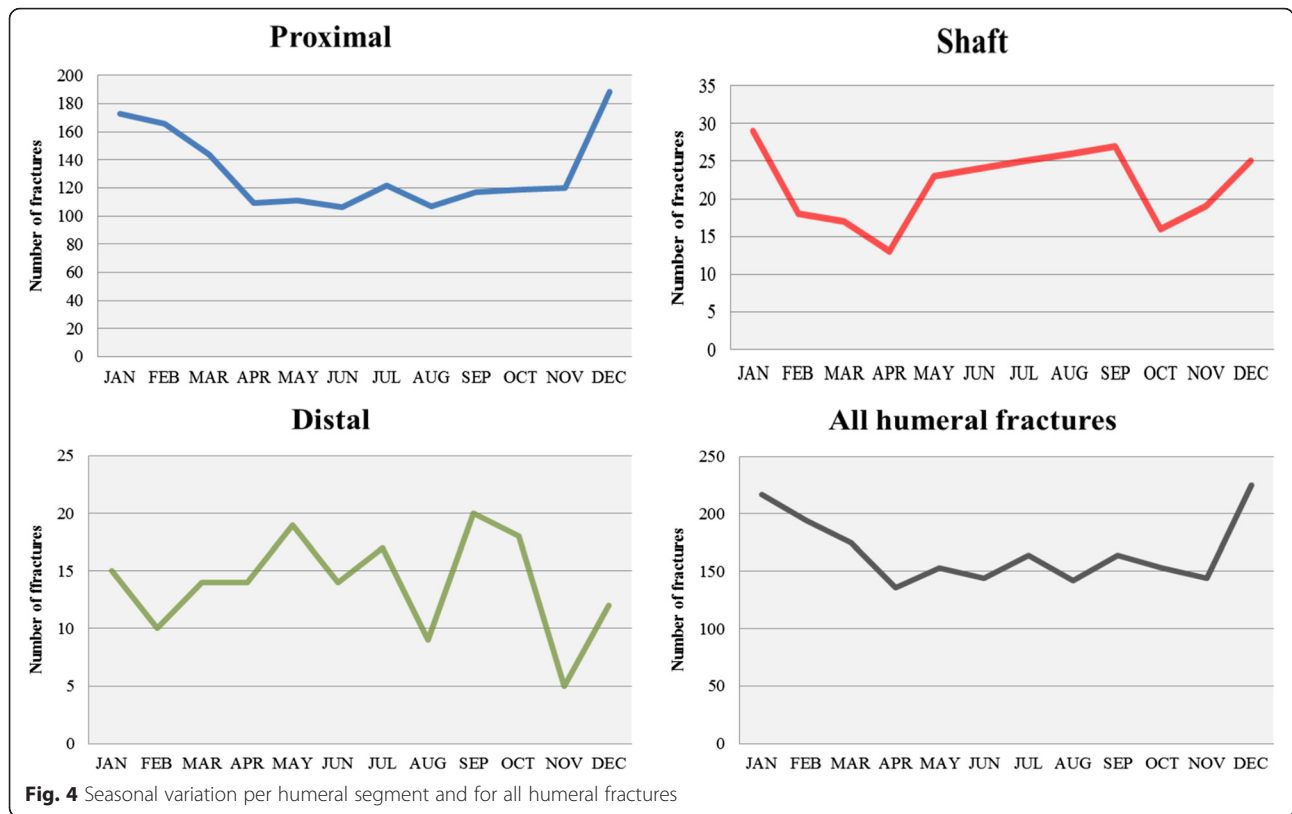 Proximal
Number of fractures
200
180
160
140
120
100
80
60
40
20
0
JAN FEB MAR APR MAY JUN JUL AUG SEP OCT NOV DEC
Shaft
Number of fractures
35
30
25
20
15
10
5
0
JAN FEB MAR APR MAY JUN JUL AUG SEP OCT NOV DEC
Distal
Number of ffractures
25
20
15
10
5
0
JAN FEB MAR APR MAY JUN JUL AUG SEP OCT NOV DEC
All humeral fractures
Number of fractures
250
200
150
100
50
0
JAN FEB MAR APR MAY JUN JUL AUG SEP OCT NOV DEC
Fig. 4 Seasonal variation per humeral segment and for all humeral fractures